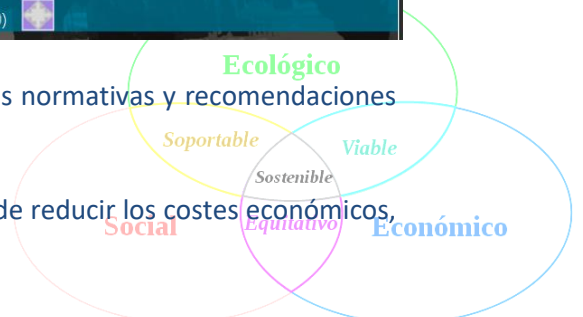 )
Ecológico
s normativas y recomendaciones
Soportable
Viable
Sostenible
de reducir los costes económicos,
Social
Equitativo
Económico